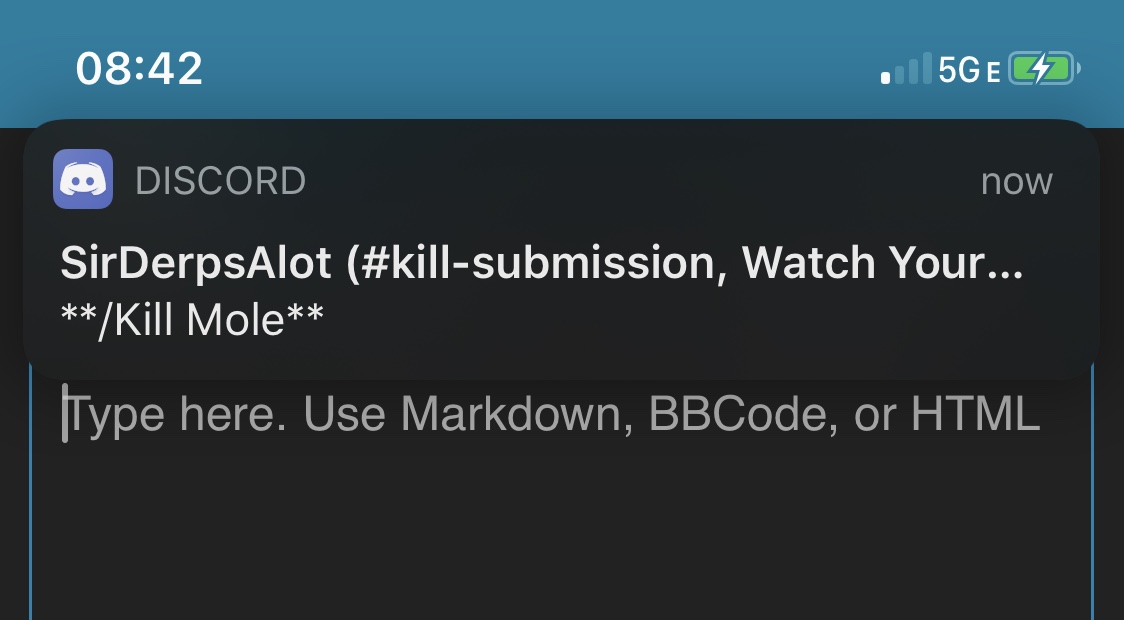 08:42
5G E
DISCORD
now
SirDerpsAlot (#kill-submission, Watch Your...
**/Kill Mole**
Type here. Use Markdown, BBCode, or HTML